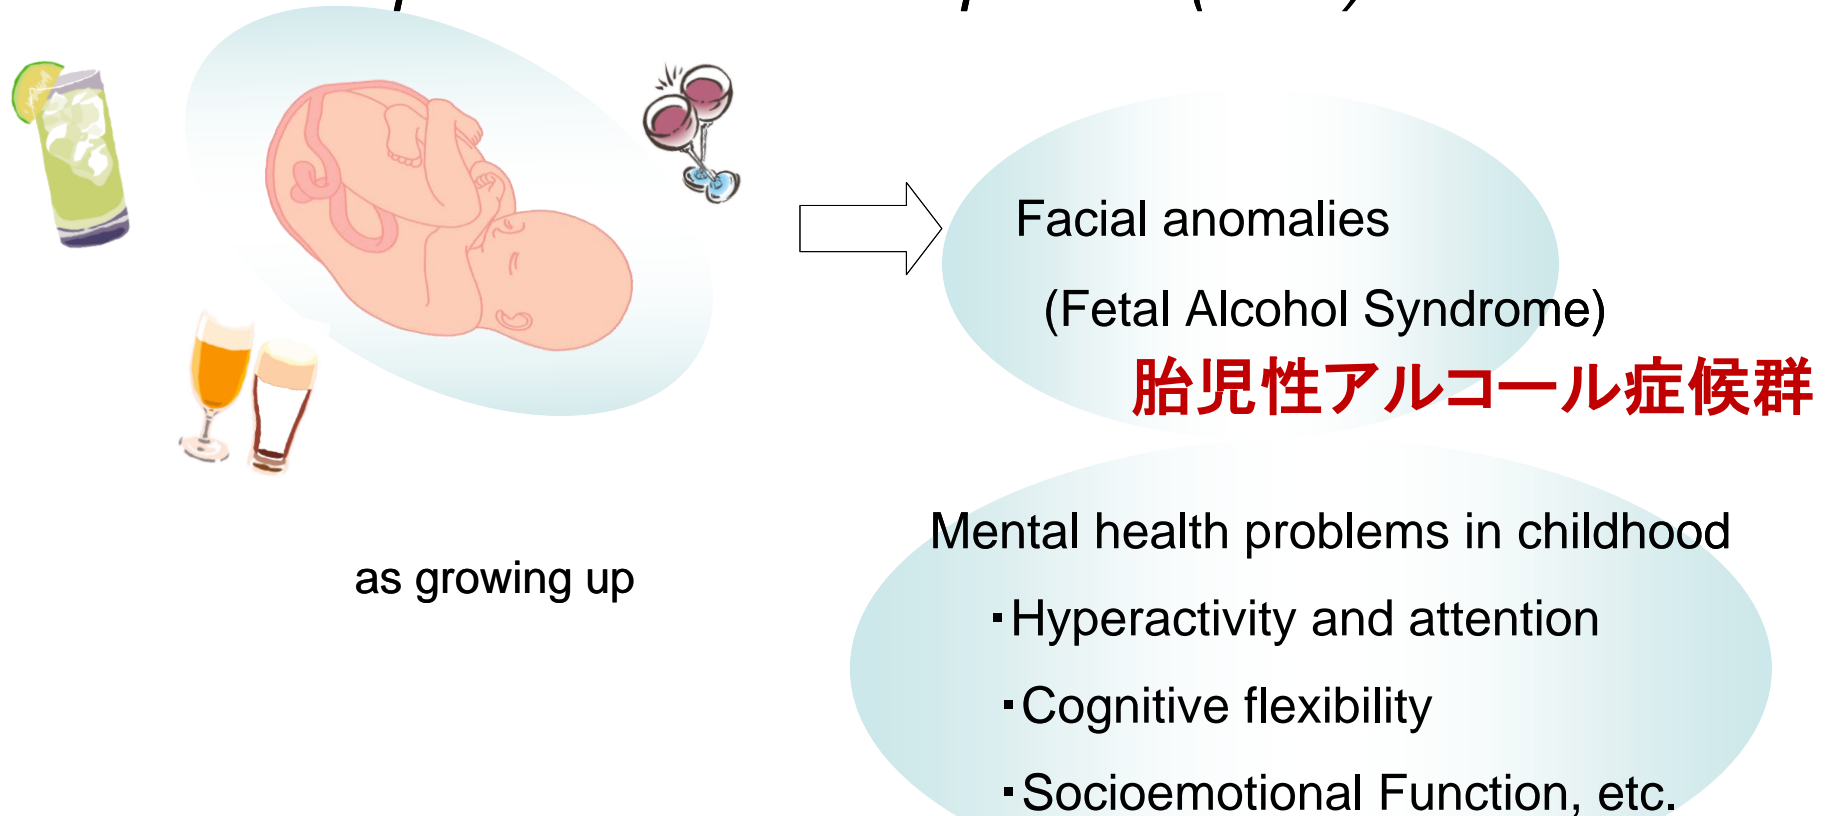 Facial anomalies
(Fetal Alcohol Syndrome)
胎児性アルコール症候群
as growing up
Mental health problems in childhood
・Hyperactivity and attention
・Cognitive flexibility
・Socioemotional Function, etc.